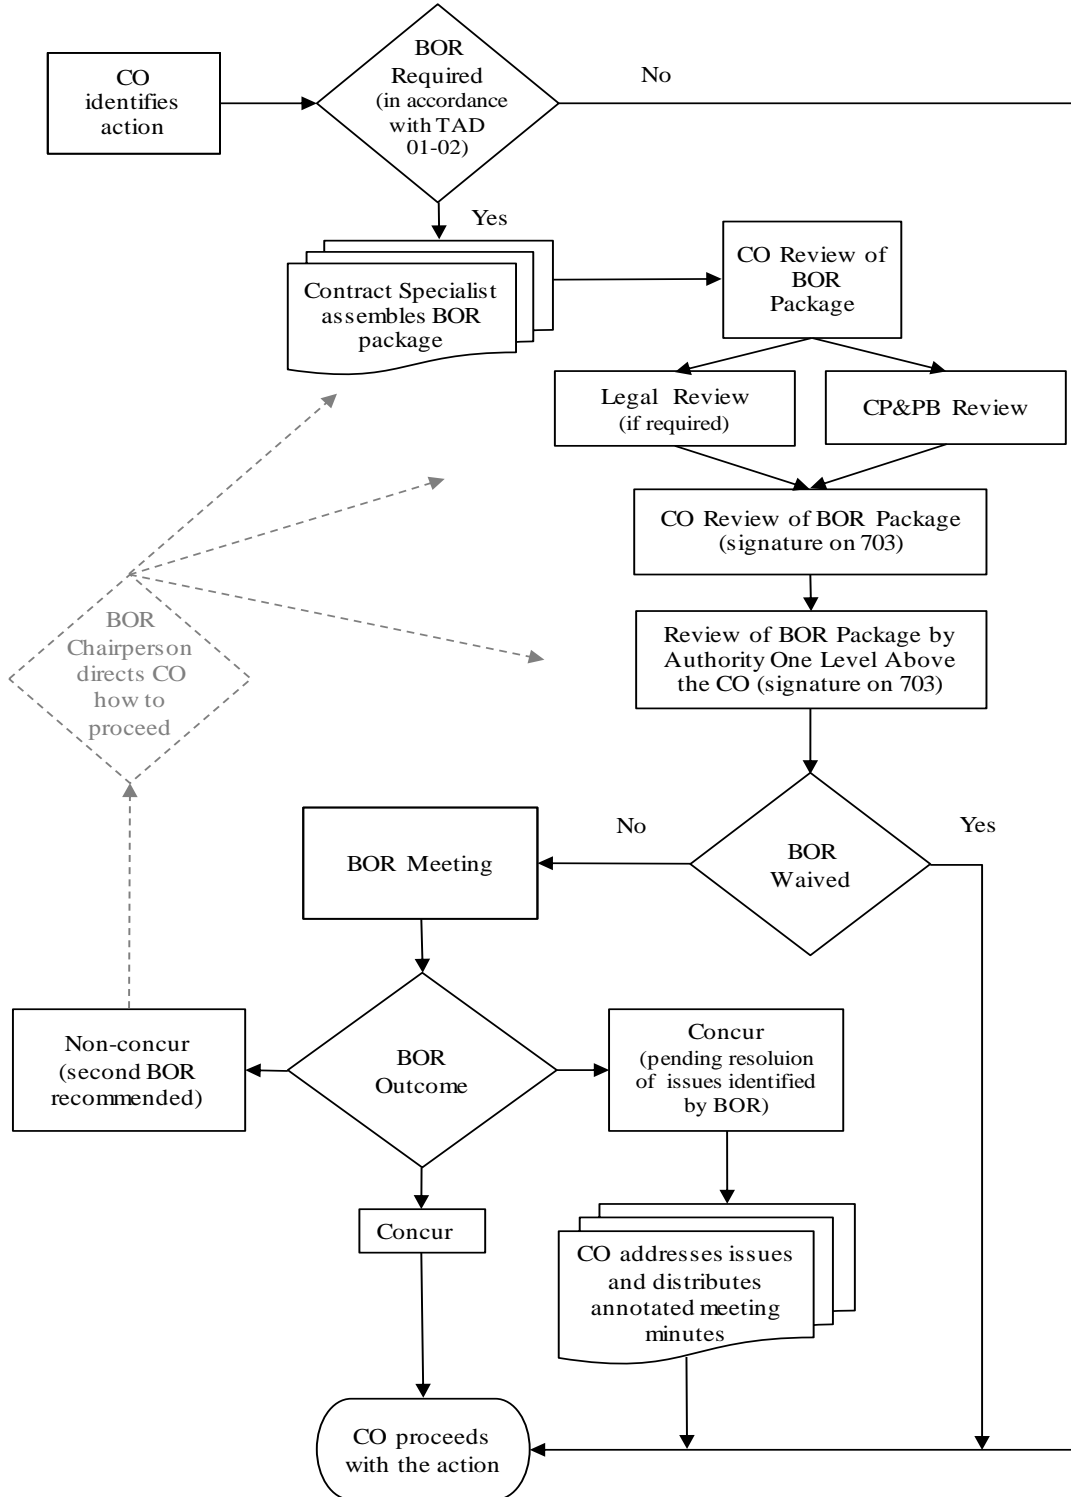 BOR
Required
(in accordance
with TAD
01-02)
No
CO
identifies
action
Yes
Contract Specialist
assembles BOR
package
CO Review of
BOR
Package
Legal Review
(if required)
CP&PB Review
CO Review of BOR Package
(signature on 703)
Review of BOR Package by
Authority One Level Above
the CO (signature on 703)
BOR
Chairperson
directs CO
how to
proceed
BOR
Waived
No
Yes
BOR Meeting
BOR
Outcome
Non-concur
(second BOR
recommended)
Concur
(pending resoluion
of issues identified
by BOR)
Concur
CO addresses issues
and distributes
annotated meeting
minutes
CO proceeds
with the action